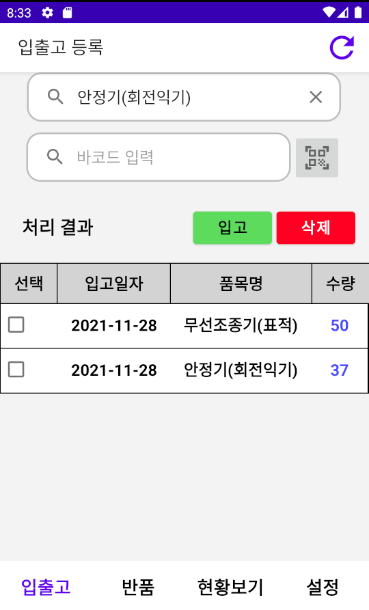 8:33
입출고 등록
안정기(회전익기)
바코드 입력
처리 결과 입고 삭제
선택 입고일자 품목명 수량
2021-11-28 무선조종기(표적) 50
2021-11-28 안정기(회전익기) 37
입출고 반품 현황보기 설정